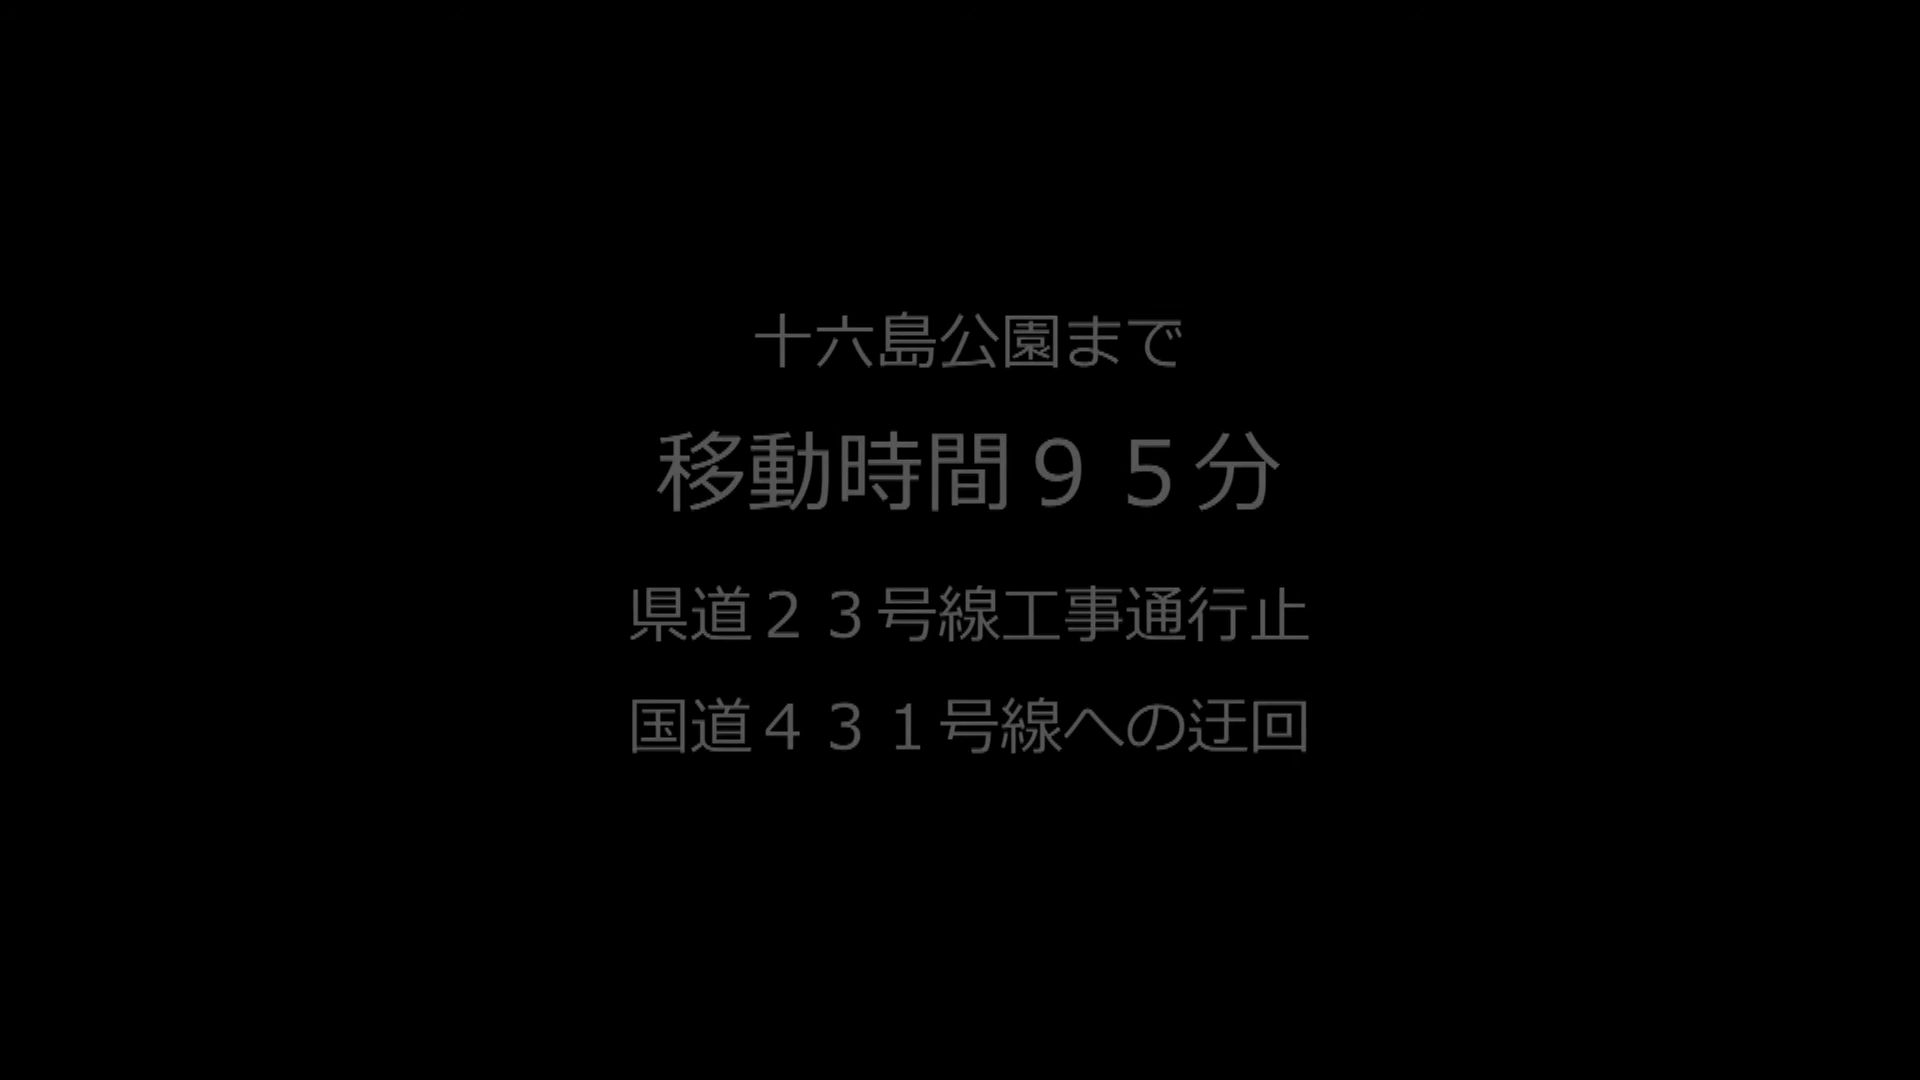 十六島公園まで
移動時間９５分
県道２３号線工事通行止
国道４３１号線への迂回